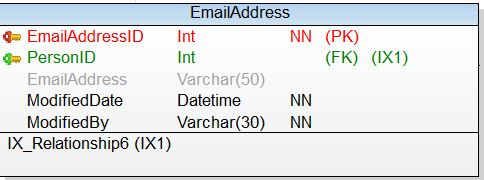 EmailAddress
EmailAddressID Int NN (PK)
PersonID Int (FK) (IX1)
EmailAddress Varchar(50)
ModifiedDate Datetime NN
ModifiedBy Varchar(30) NN
IX_Relationship6 (IX1)